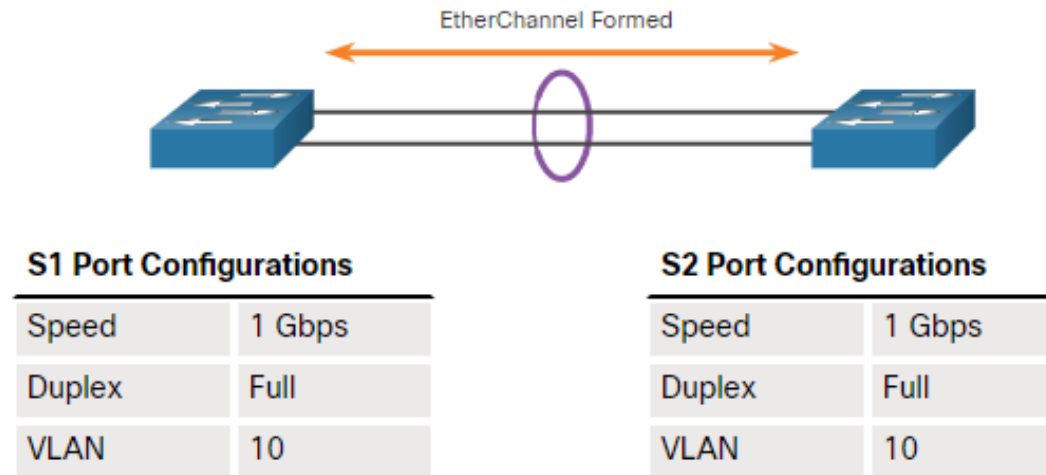 EtherChannel Formed
S1 Port Configurations
Speed 1 Gbps
Duplex Full
VLAN 10
S2 Port Configurations
Speed 1 Gbps
Duplex Full
VLAN 10